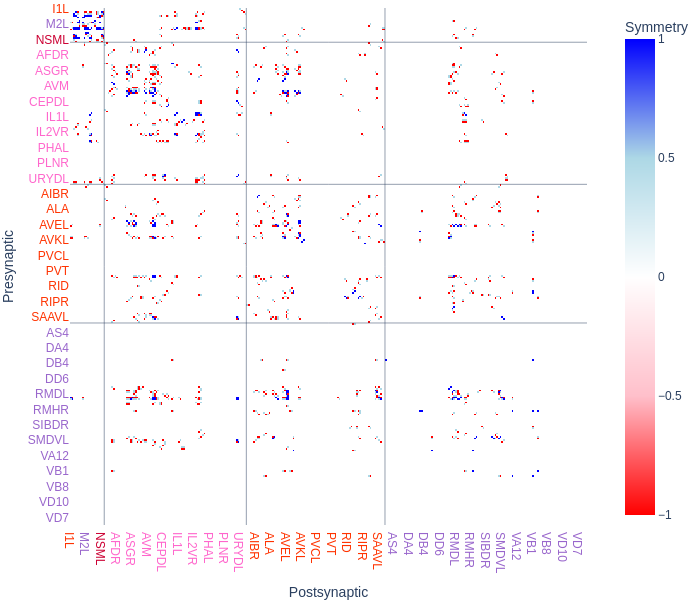 Symmetry
1
0.5
0
−0.5
−1
Presynaptic
I1L
M2L
NSML
AFDR
ASGR
AVM
CEPDL
IL1L
IL2VR
PHAL
PLNR
URYDL
AIBR
ALA
AVEL
AVKL
PVCL
PVT
RID
RIPR
SAAVL
AS4
DA4
DB4
DD6
RMDL
RMHR
SIBDR
SMDVL
VA12
VB1
VB8
VD10
VD7
I1L
M2L
NSML
AFDR
ASGR
AVM
CEPDL
IL1L
IL2VR
PHAL
PLNR
URYDL
AIBR
ALA
AVEL
AVKL
PVCL
PVT
RID
RIPR
SAAVL
AS4
DA4
DB4
DD6
RMDL
RMHR
SIBDR
SMDVL
VA12
VB1
VB8
VD10
VD7
Postsynaptic